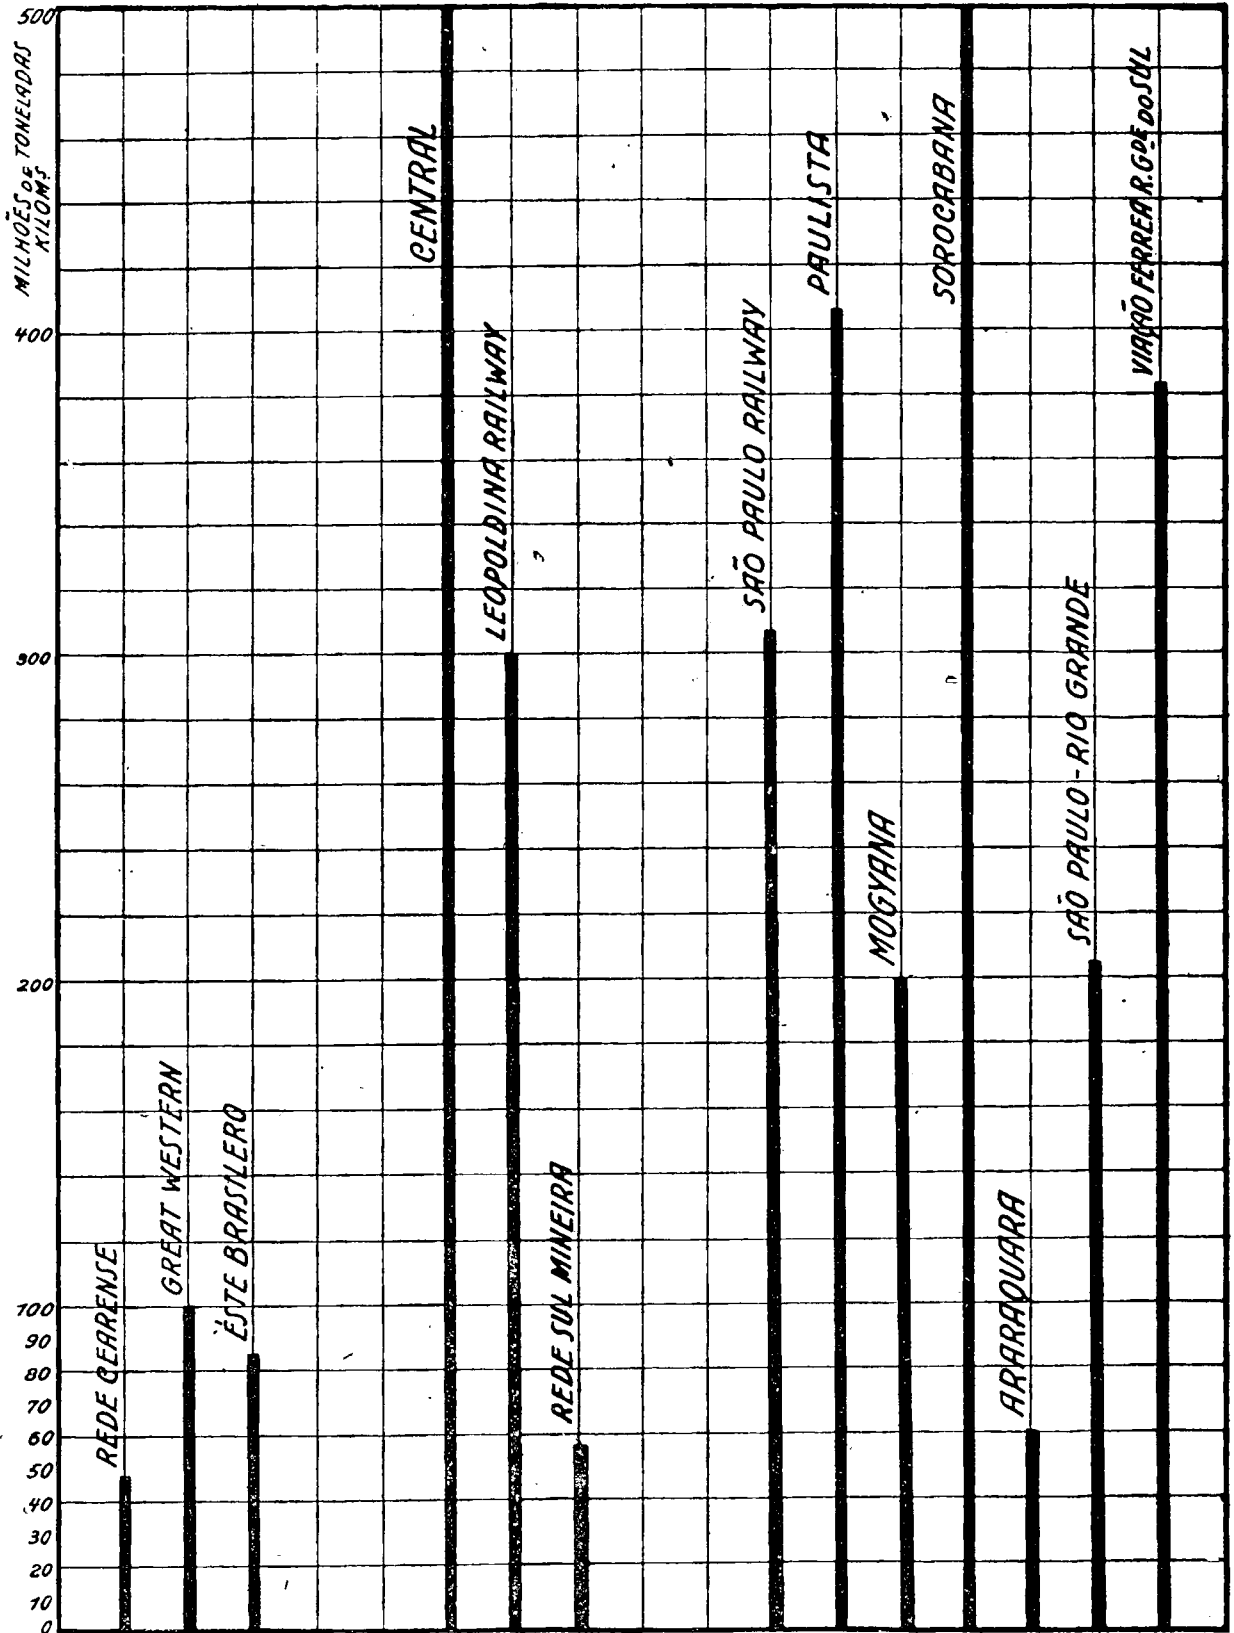 MILHÕES DE TONELADAS
KILOMS
500
400
300
200
100
90
80
70
60
50
40
30
20
10
0
REDE CEARENSE
GREAT WESTERN
ÉSTE BRASILERO
CENTRAL
LEOPOLDINA RAILWAY
REDE SUL MINEIRA
SÃO PAULO RAILWAY
PAULISTA
MOGYANA
SOROCABANA
ARARAQUARA
SÃO PAULO-RIO GRANDE
VIAÇÃO FERREA R.GDE DO SUL